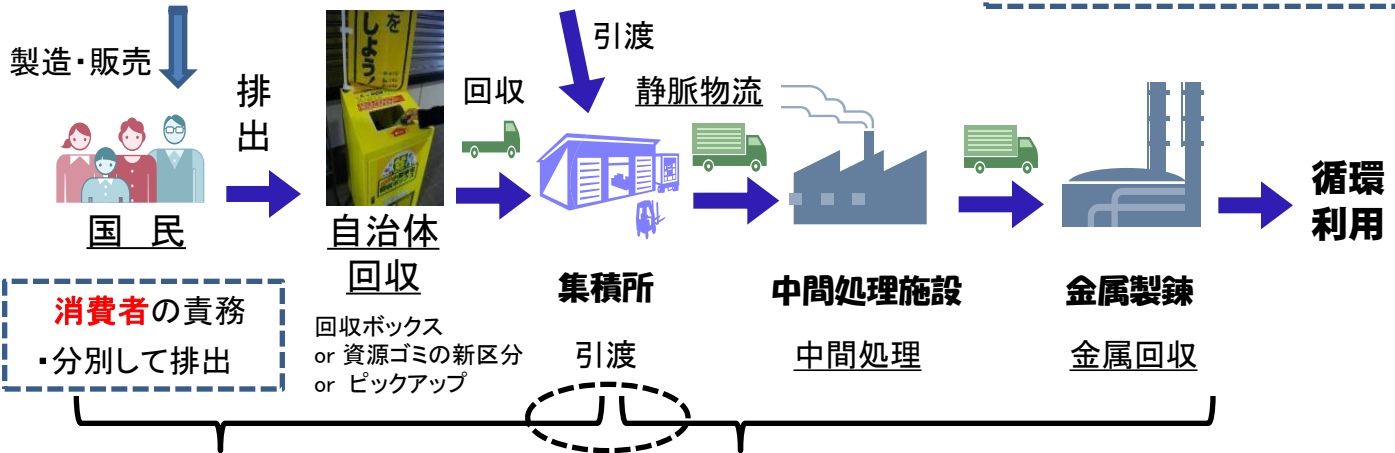 製造・販売
排出
を
しよう!
回収
引渡
静脈物流
国 民
自治体
回収
集積所
中間処理施設
金属製錬
循環
利用
消費者の責務
・分別して排出
回収ボックス
or 資源ゴミの新区分
or ピックアップ
引渡
中間処理
金属回収